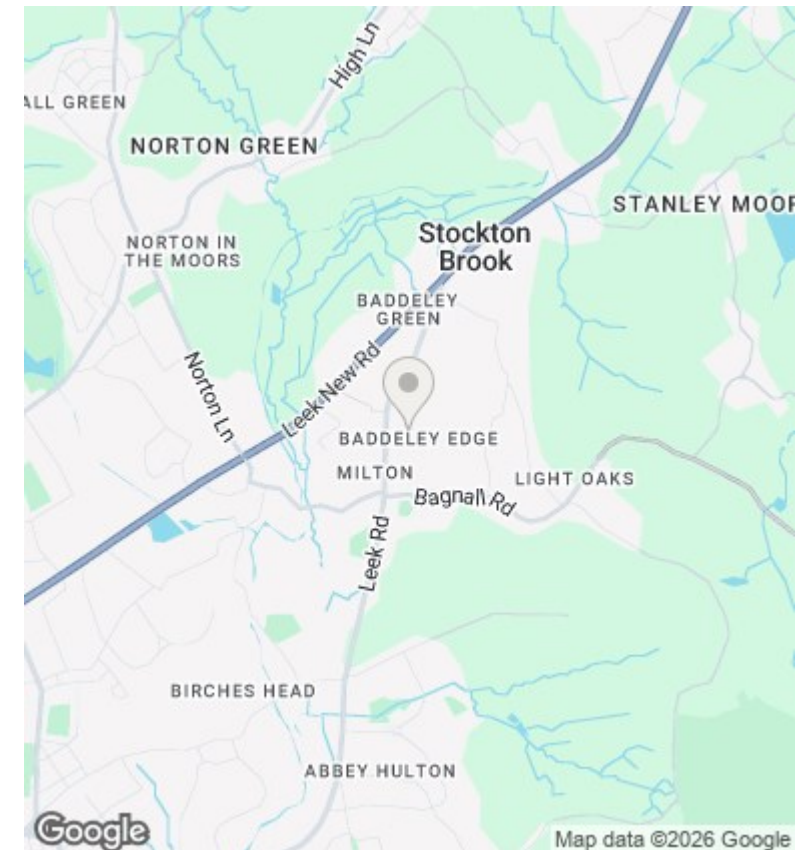 High Ln
ALL GREEN
NORTON GREEN
STANLEY MOOR
Stockton
Brook
NORTON IN
THE MOORS
BADDELEY
GREEN
Leek New Rd
Norton Ln
BADDELEY EDGE
MILTON
LIGHT OAKS
Bagnall Rd
Leek Rd
BIRCHES HEAD
ABBEY HULTON
Google
Map data ©2026 Google